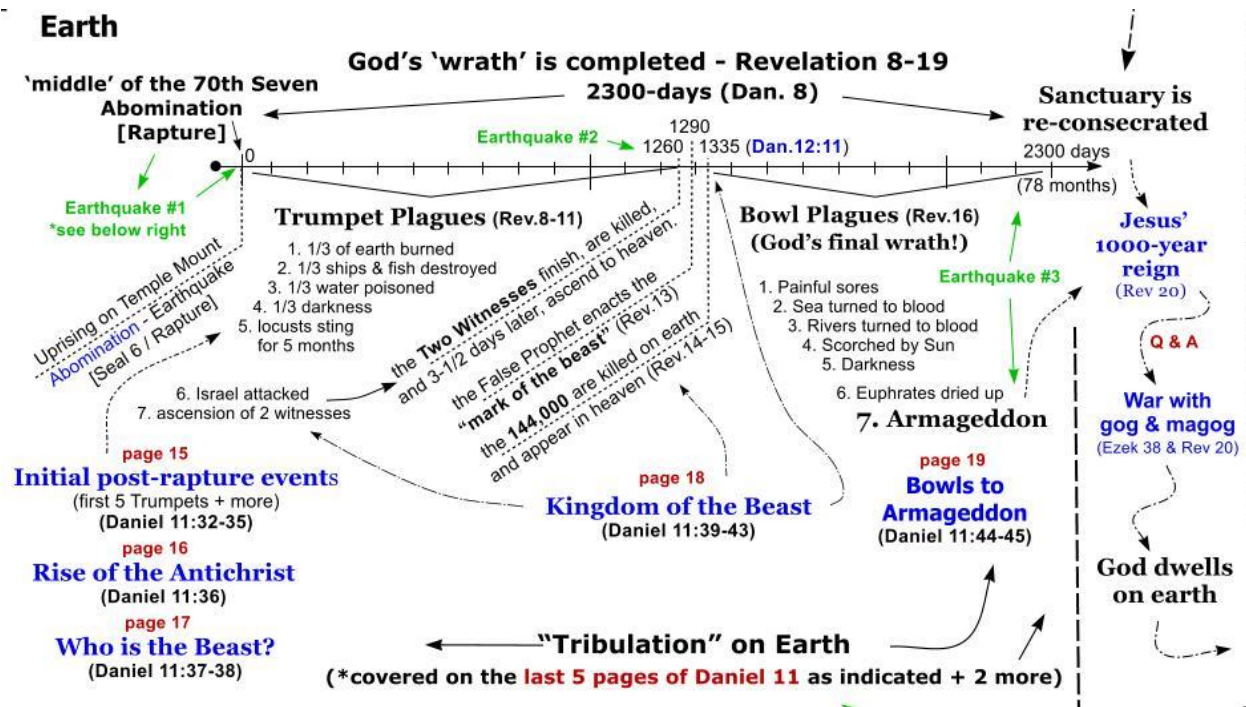 Earth
God's 'wrath' is completed - Revelation 8-19
2300-days (Dan. 8)
'middle' of the 70th Seven
Abomination
[Rapture]
Sanctuary is
re-consecrated
Earthquake #2
1290
1260
1335 (Dan.12:11)
0
2300 days
(78 months)
Earthquake #1
*see below right
Uprising on Temple Mount
Abomination - Earthquake
[Seal 6 / Rapture]
Trumpet Plagues (Rev.8-11)
1. 1/3 of earth burned
2. 1/3 ships & fish destroyed
3. 1/3 water poisoned
4. 1/3 darkness
5. locusts sting
for 5 months
6. Israel attacked
7. ascension of 2 witnesses
the Two Witnesses finish, are killed,
and 3-1/2 days later, ascend to heaven.
the False Prophet enacts the
"mark of the beast" (Rev.13)
the 144,000 are killed on earth
and appear in heaven (Rev.14-15)
Bowl Plagues (Rev.16)
(God's final wrath!)
Earthquake #3
1. Painful sores
2. Sea turned to blood
3. Rivers turned to blood
4. Scorched by Sun
5. Darkness
6. Euphrates dried up
7. Armageddon
Jesus'
1000-year
reign
(Rev 20)
Q & A
War with
gog & magog
(Ezek 38 & Rev 20)
God dwells
on earth
page 15
Initial post-rapture events
(first 5 Trumpets + more)
(Daniel 11:32-35)
page 16
Rise of the Antichrist
(Daniel 11:36)
page 17
Who is the Beast?
(Daniel 11:37-38)
page 18
Kingdom of the Beast
(Daniel 11:39-43)
page 19
Bowls to
Armageddon
(Daniel 11:44-45)
"Tribulation" on Earth
(*covered on the last 5 pages of Daniel 11 as indicated + 2 more)